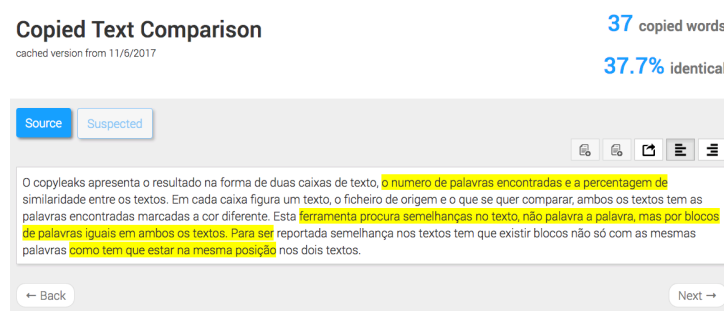 Copied Text Comparison
cached version from 11/6/2017
37 copied words
37.7% identical
Source
Suspected
O copyleaks apresenta o resultado na forma de duas caixas de texto, o numero de palavras encontradas e a percentagem de
similaridade entre os textos. Em cada caixa figura um texto, o ficheiro de origem e o que se quer comparar, ambos os textos tem as
palavras encontradas marcadas a cor diferente. Esta ferramenta procura semelhanças no texto, não palavra a palavra, mas por blocos
de palavras iguais em ambos os textos. Para ser reportada semelhança nos textos tem que existir blocos não só com as mesmas
palavras como tem que estar na mesma posição nos dois textos.
← Back
Next →